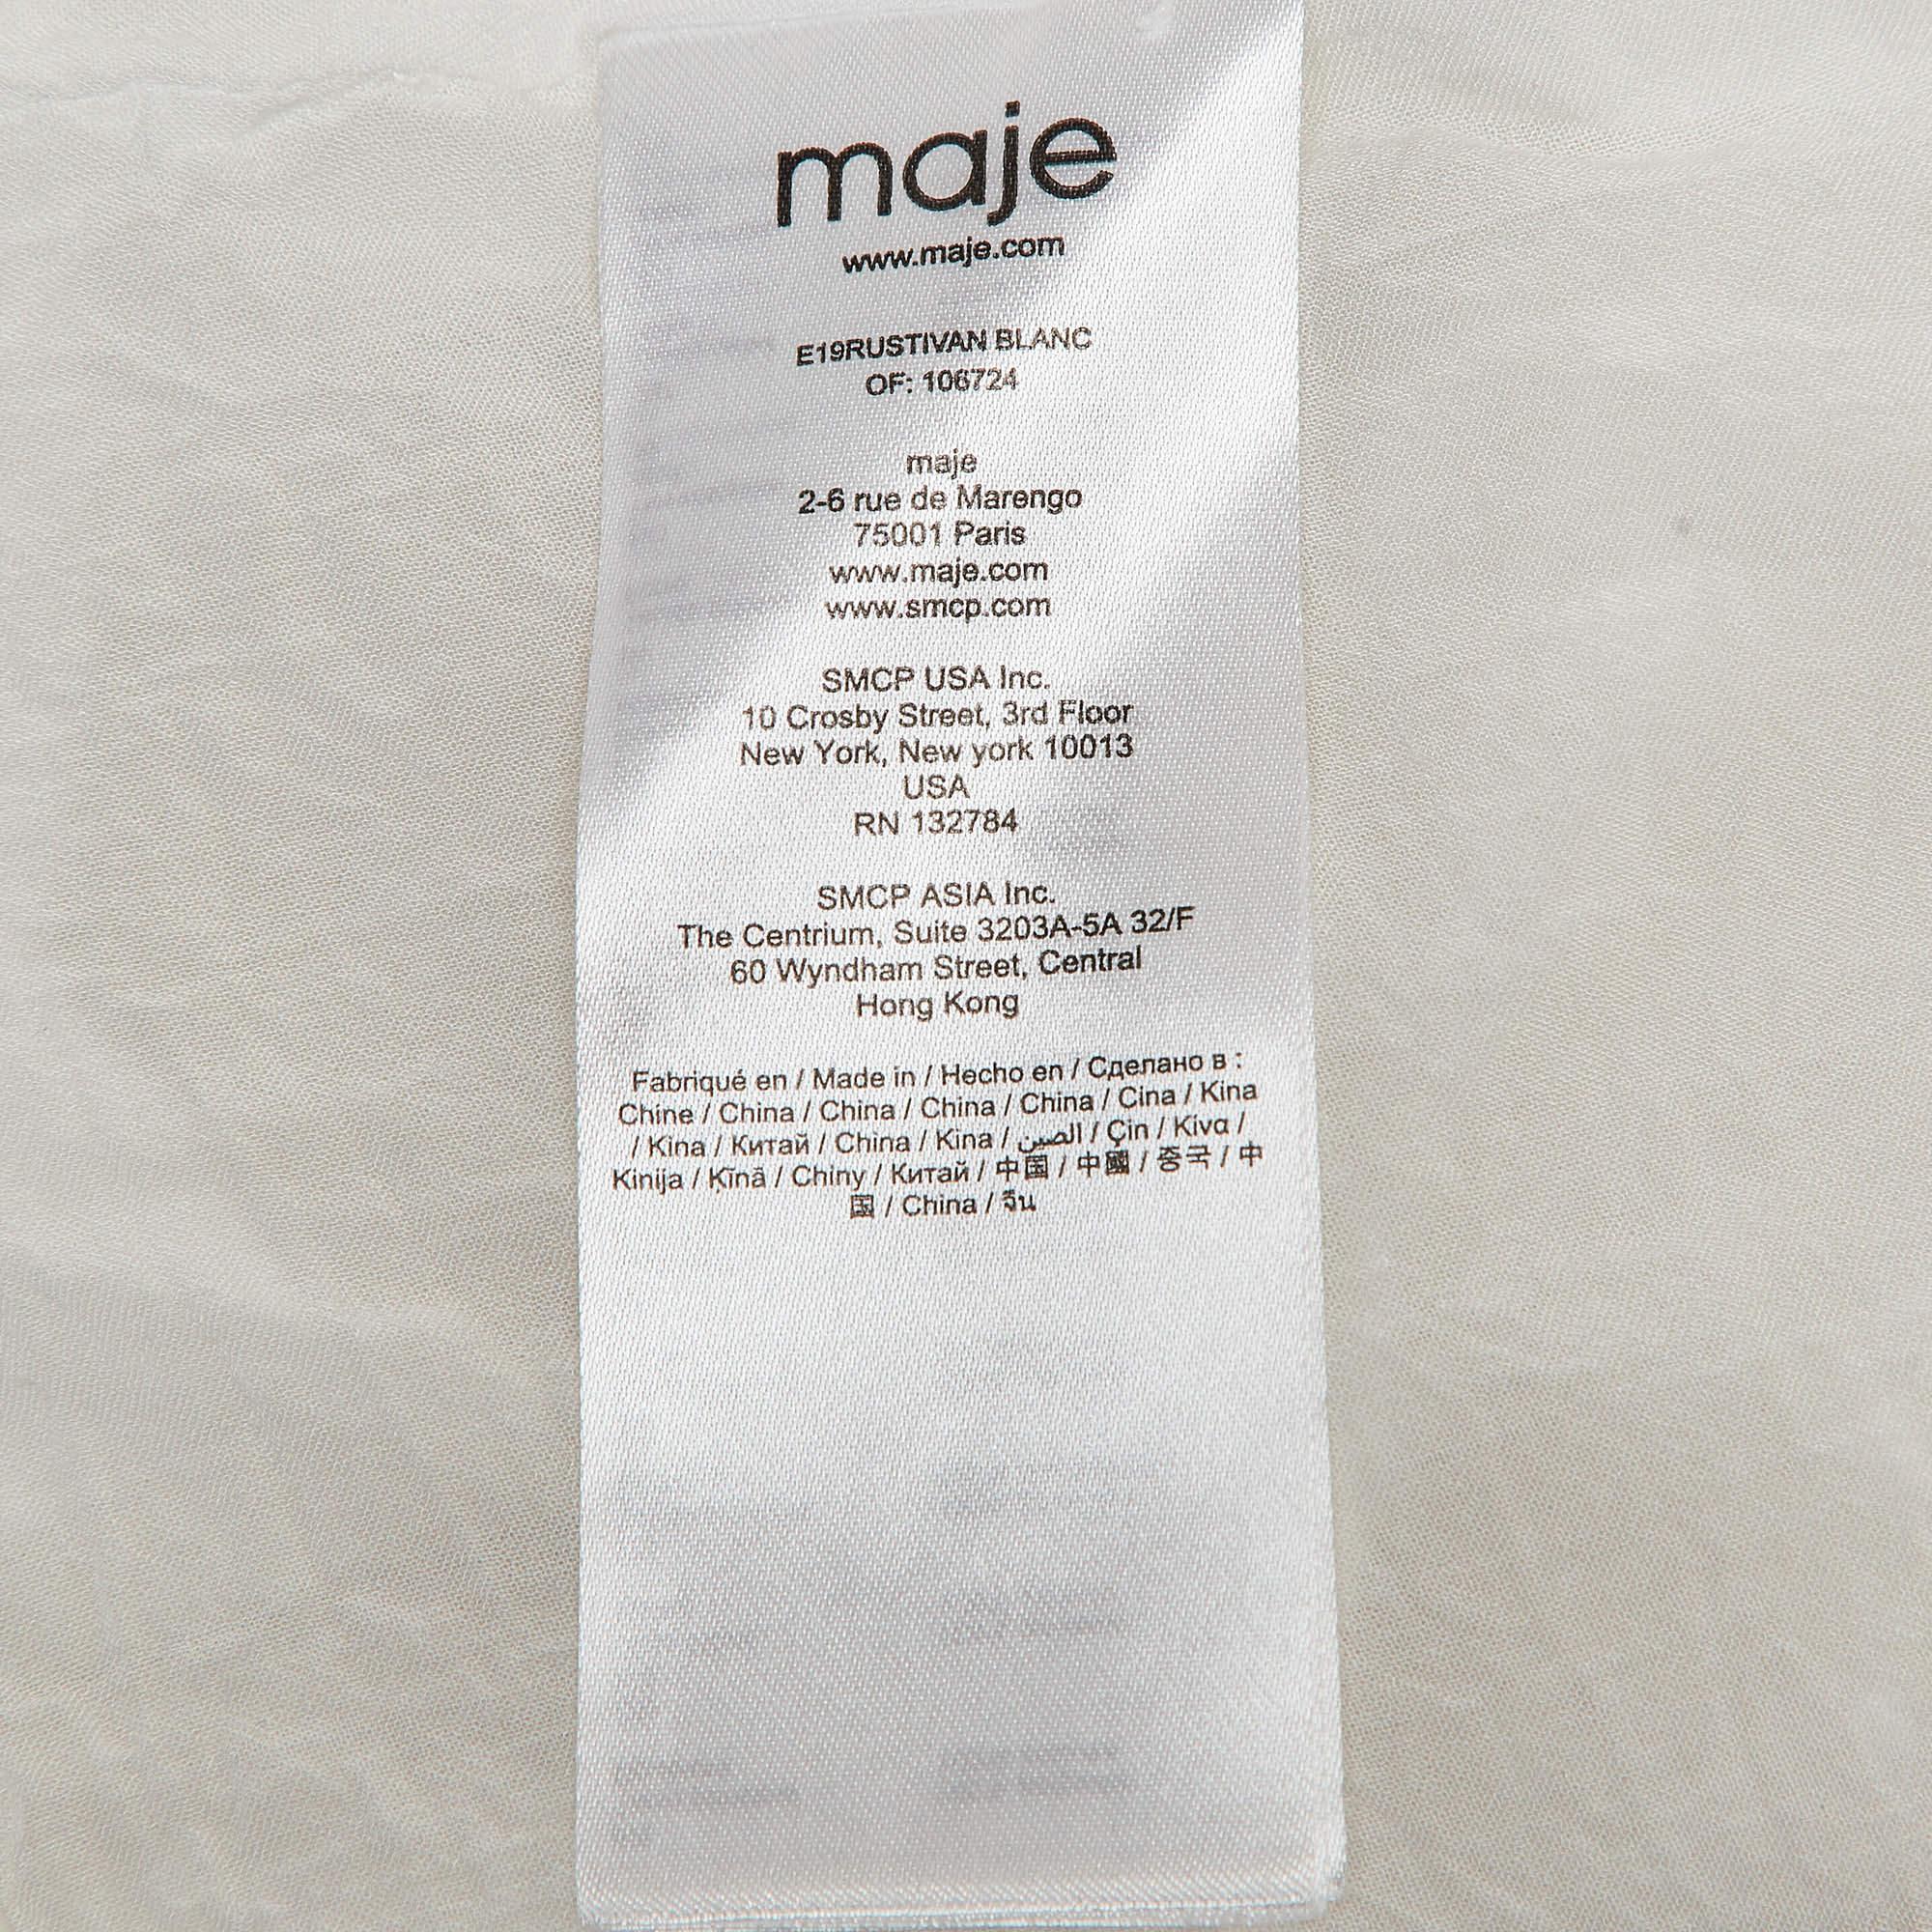 maje
www.maje.com
E19RUSTIVAN BLANC
OF: 106724
maje
2-6 rue de Marengo
75001 Paris
www.maje.com
www.smcp.com
SMCP USA Inc.
10 Crosby Street, 3rd Floor
New York, New york 10013
USA
RN 132784
SMCP ASIA Inc.
The Centrium, Suite 3203A-5A 32/F
60 Wyndham Street, Central
Hong Kong
Fabriqué en / Made in / Hecho en / Сделано в :
Chine / China / China / China / China / Cina / Kina
/ Kina / Китай / China / Kina / الصين / Çin / Κίνα /
Kinija / Ķīnā / Chiny / Китай / 中国 / 中國 / 중국 / 中
国 / China / จีน